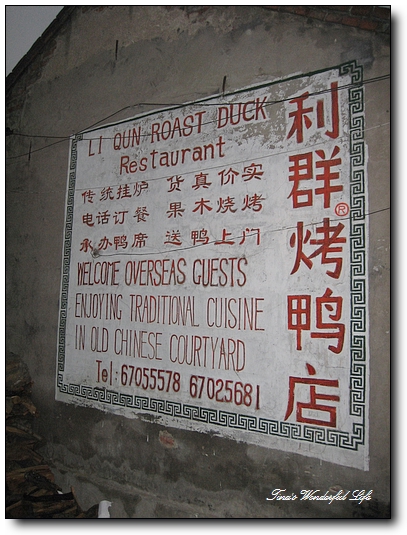 LI QUN ROAST DUCK
Restaurant
传统挂炉 货真价实
电话订餐 果木烧烤
承办鸭席 送鸭上门
WELCOME OVERSEAS GUESTS
ENJOYING TRADITIONAL CUISINE
IN OLD CHINESE COURTYARD
Tel: 67055578 67025681
利群®烤鸭店
Tina's Wonderful Life